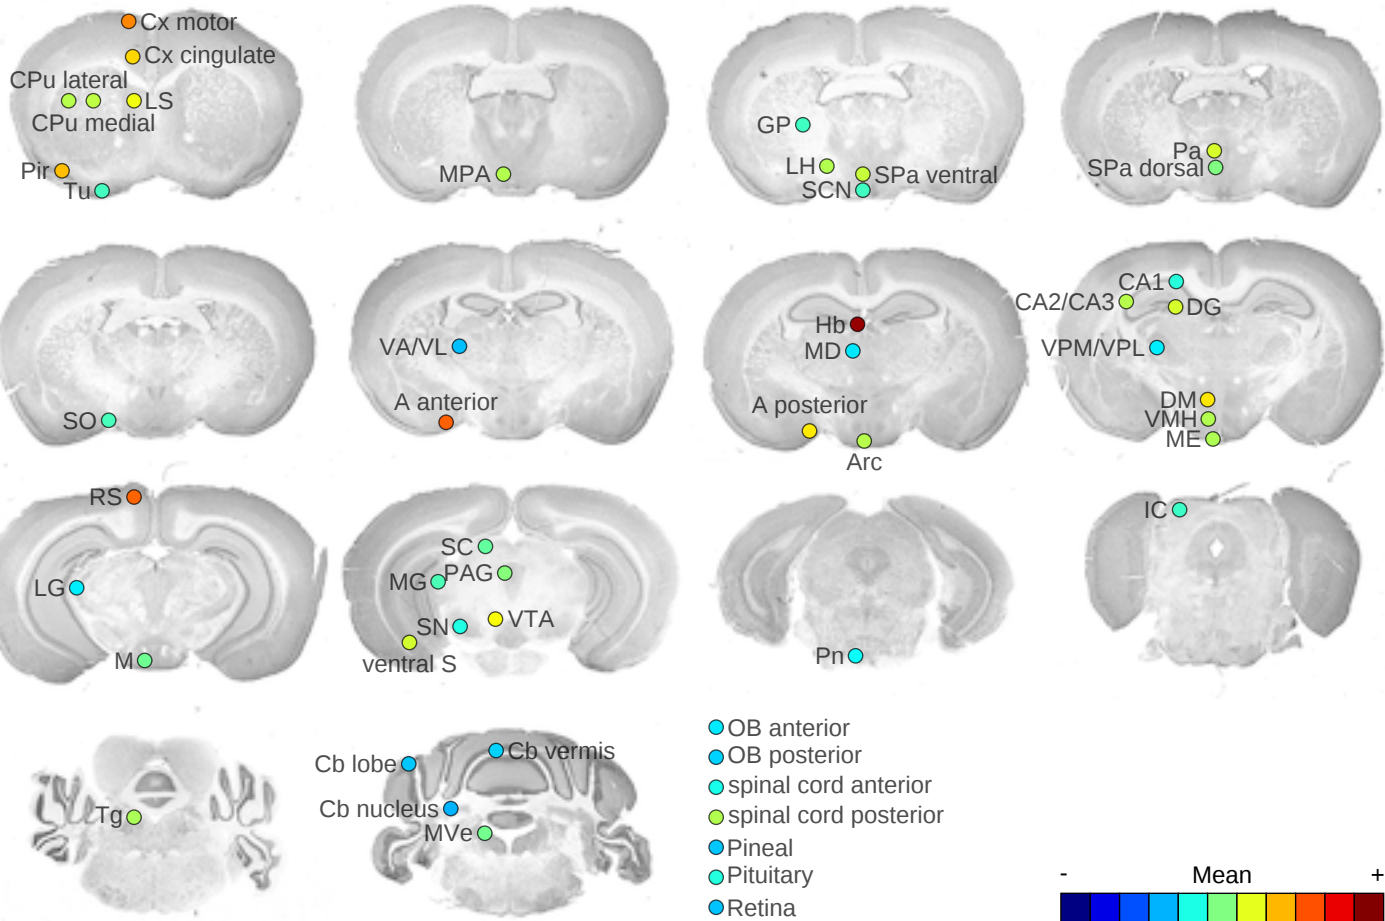 Cx motor
Cx cingulate
CPu lateral
LS
CPu medial
Pir
Tu
MPA
GP
LH
SPa ventral
SCN
Pa
SPa dorsal
SO
VA/VL
A anterior
Hb
MD
A posterior
Arc
CA1
CA2/CA3
DG
VPM/VPL
DM
VMH
ME
RS
LG
M
SC
MG
PAG
SN
VTA
ventral S
Pn
IC
Tg
Cb lobe
Cb vermis
Cb nucleus
MVe
OB anterior
OB posterior
spinal cord anterior
spinal cord posterior
Pineal
Pituitary
Retina
- Mean +